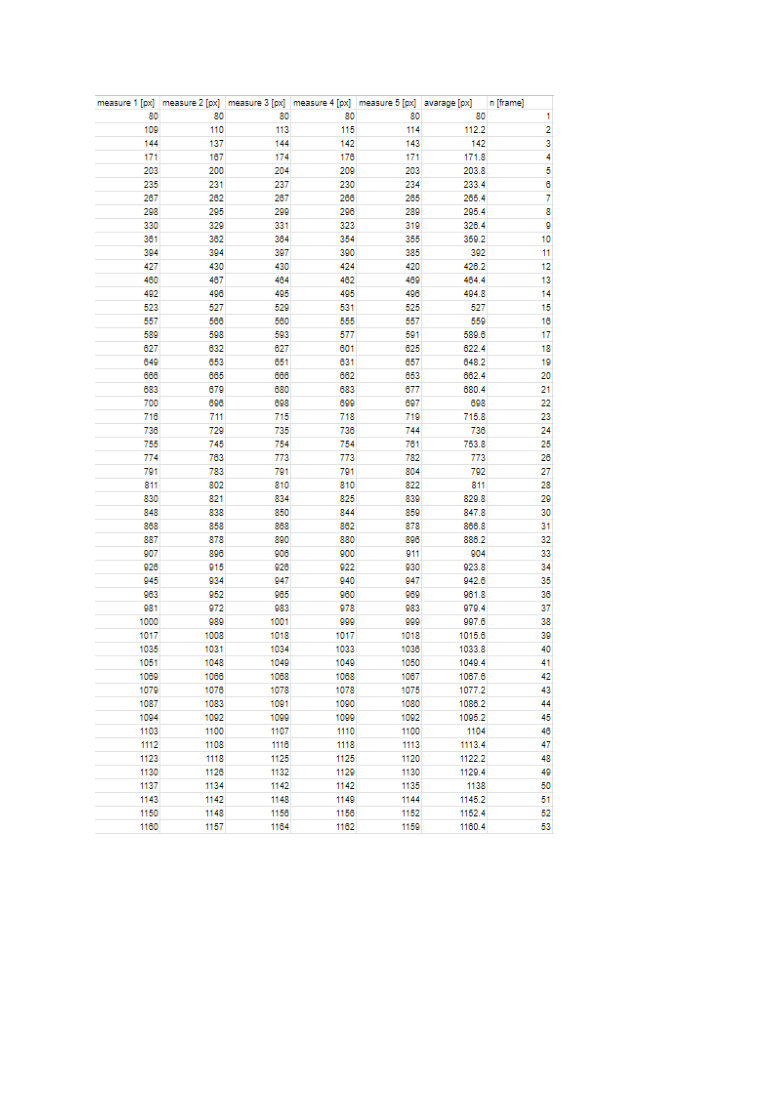 measure 1 [px] measure 2 [px] measure 3 [px] measure 4 [px] measure 5 [px] avarage [px] n [frame]
80 80 80 80 80 80 1
109 110 113 115 114 112.2 2
144 137 144 142 143 142 3
171 167 174 176 171 171.8 4
203 200 204 209 203 203.8 5
235 231 237 230 234 233.4 6
267 262 267 266 265 265.4 7
298 295 299 296 289 295.4 8
330 329 331 323 319 326.4 9
361 362 364 354 355 359.2 10
394 394 397 390 385 392 11
427 430 430 424 420 426.2 12
460 467 464 462 469 464.4 13
492 496 495 495 496 494.8 14
523 527 529 531 525 527 15
557 566 560 555 557 559 16
589 598 593 577 591 589.6 17
627 632 627 601 625 622.4 18
649 653 651 631 657 648.2 19
666 665 666 662 653 662.4 20
683 679 680 683 677 680.4 21
700 696 698 699 697 698 22
716 711 715 718 719 715.8 23
736 729 735 736 744 736 24
755 745 754 754 761 753.8 25
774 763 773 773 782 773 26
791 783 791 791 804 792 27
811 802 810 810 822 811 28
830 821 834 825 839 829.8 29
848 838 850 844 859 847.8 30
868 858 868 862 878 866.8 31
887 878 890 880 896 886.2 32
907 896 906 900 911 904 33
926 915 926 922 930 923.8 34
945 934 947 940 947 942.6 35
963 952 965 960 969 961.8 36
981 972 983 978 983 979.4 37
1000 989 1001 999 999 997.6 38
1017 1008 1018 1017 1018 1015.6 39
1035 1031 1034 1033 1036 1033.8 40
1051 1048 1049 1049 1050 1049.4 41
1069 1066 1068 1068 1067 1067.6 42
1079 1076 1078 1078 1075 1077.2 43
1087 1083 1091 1090 1080 1086.2 44
1094 1092 1099 1099 1092 1095.2 45
1103 1100 1107 1110 1100 1104 46
1112 1108 1116 1118 1113 1113.4 47
1123 1118 1125 1125 1120 1122.2 48
1130 1126 1132 1129 1130 1129.4 49
1137 1134 1142 1142 1135 1138 50
1143 1142 1148 1149 1144 1145.2 51
1150 1148 1156 1156 1152 1152.4 52
1160 1157 1164 1162 1159 1160.4 53